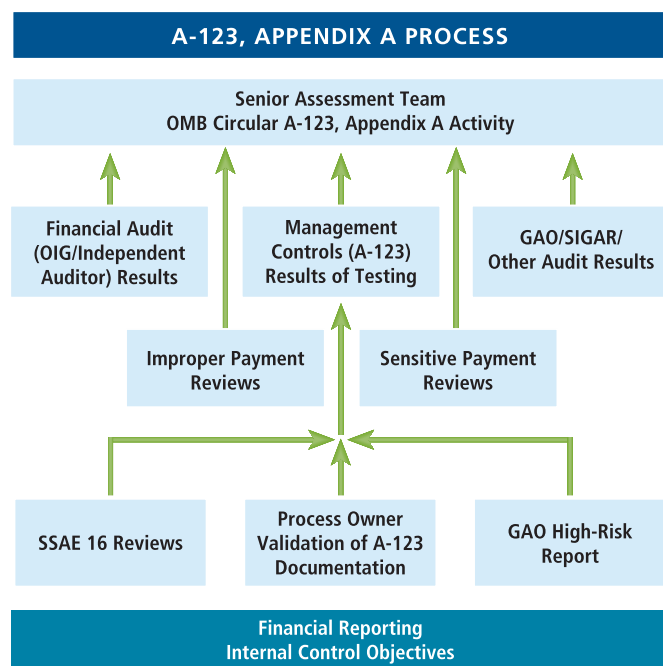 A-123, APPENDIX A PROCESS
Senior Assessment Team
OMB Circular A-123, Appendix A Activity
Financial Audit
(OIG/Independent
Auditor) Results
Management
Controls (A-123)
Results of Testing
GAO/SIGAR/
Other Audit Results
Improper Payment
Reviews
Sensitive Payment
Reviews
SSAE 16 Reviews
Process Owner
Validation of A-123
Documentation
GAO High-Risk
Report
Financial Reporting
Internal Control Objectives